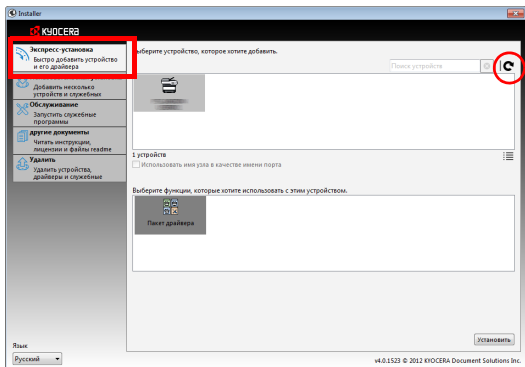 Installer
KYOCERA
Экспресс-установка
Быстро добавить устройство
и его драйвера
Добавить несколько
устройств и служебных
Обслуживание
Запустить служебные
программы
другие документы
Читать инструкции,
лицензии и файлы readme
Удалить
Удалить устройства,
драйверы и служебные
Язык
Русский
ыберите устройство, которое хотите добавить.
Поиск устройств
1 устройств
Использовать имя узла в качестве имени порта
Выберите функции, которые хотите использовать с этим устройством.
Пакет драйвера
Установить
v4.0.1523 © 2012 KYOCERA Document Solutions Inc.